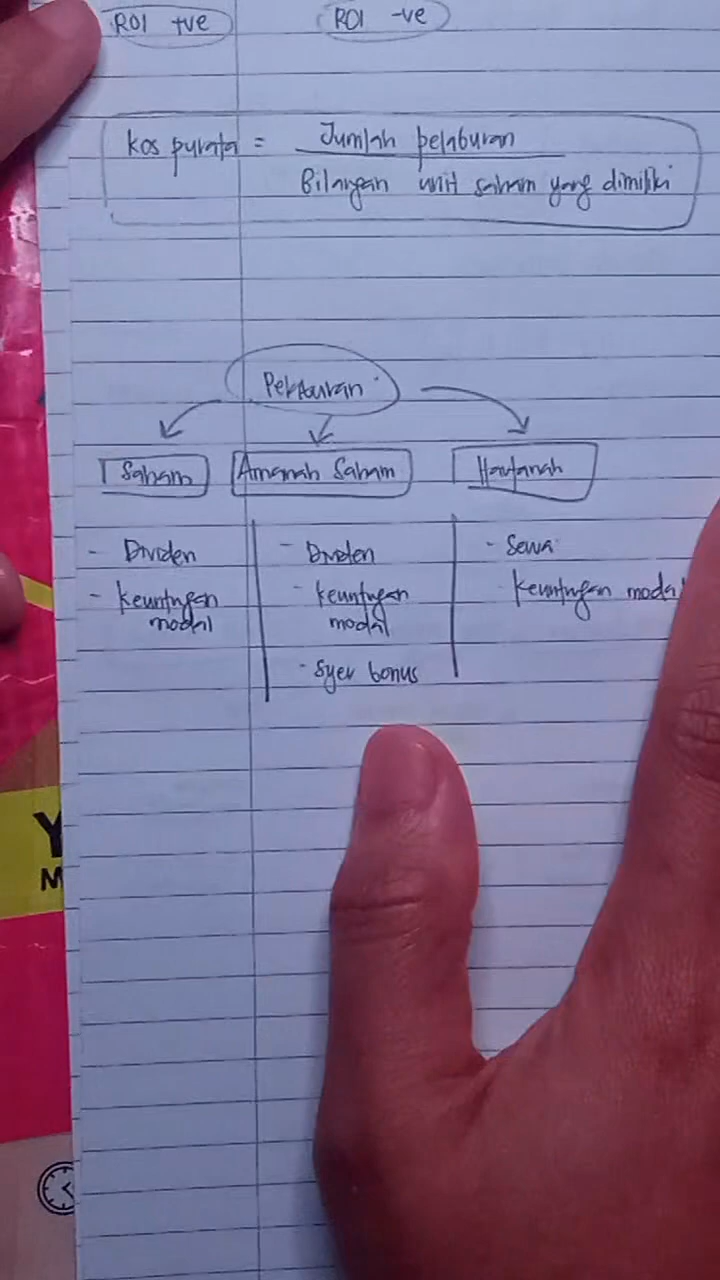 ROI +ve ROI -ve
Kos purata = Jumlah pelaburan
Bilangan unit saham yang dimiliki
Pelaburan
Saham Amanah Saham Hartanah
- Dividen - Dividen - Sewa
- Keuntungan - Keuntungan Keuntungan modal
modal modal
- Syer bonus
Y
M